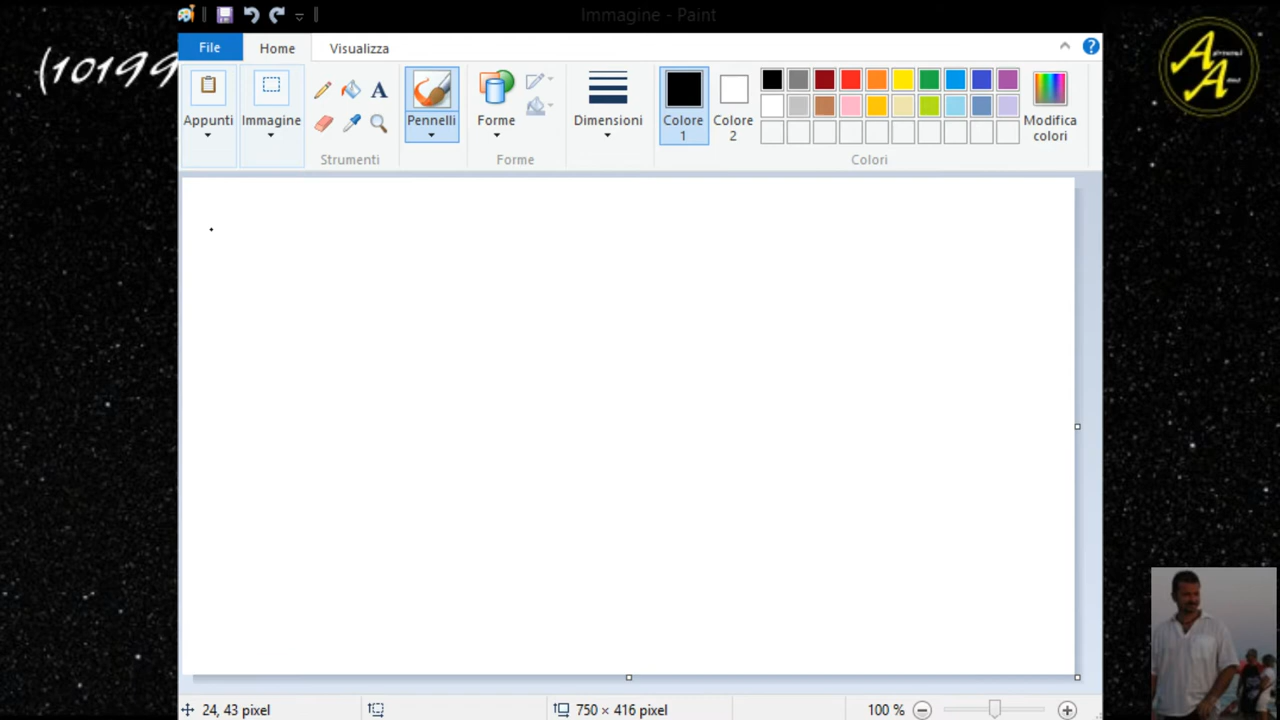 Immagine - Paint
(10199
File Home Visualizza
Appunti Immagine Pennelli Forme Dimensioni Colore 1 Colore 2 Modifica colori
Strumenti Forme Colori
24, 43 pixel 750 × 416 pixel 100 %